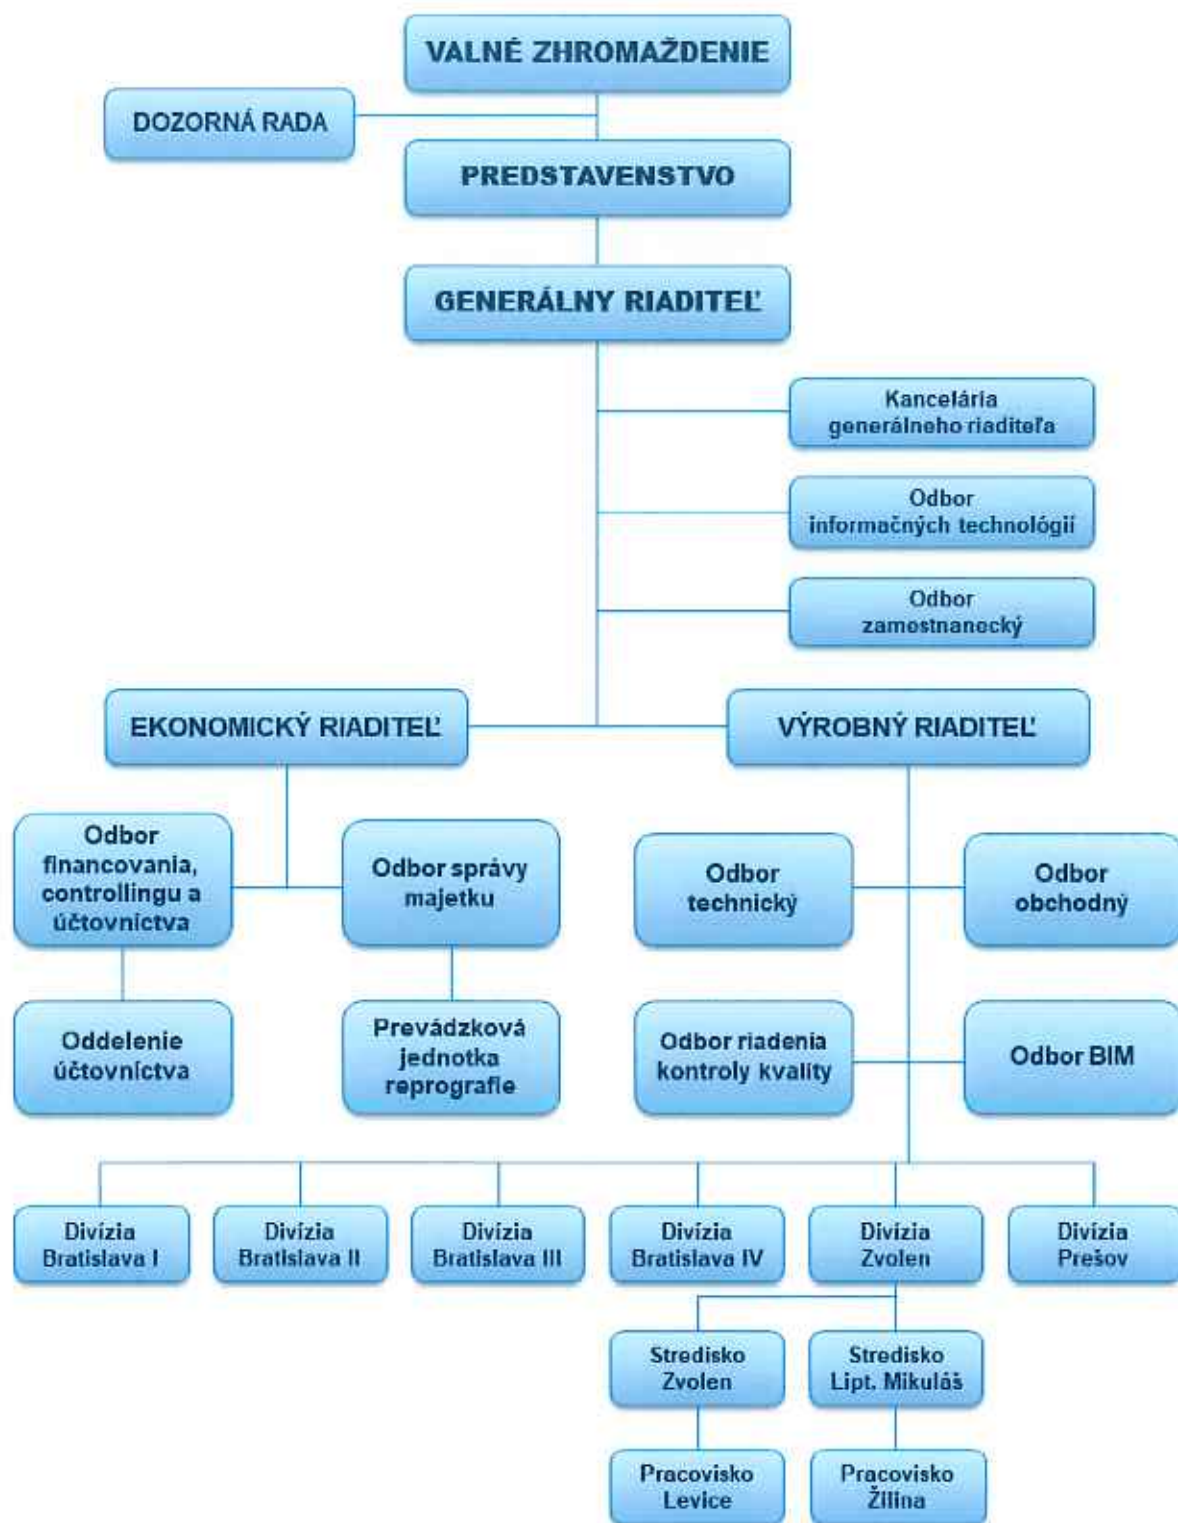 VALNÉ ZHROMAŽDENIE
DOZORNÁ RADA
PREDSTAVENSTVO
GENERÁLNY RIADITEĽ
Kancelária
generálneho riaditeľa
Odbor
informačných technológií
Odbor
zamestnanecký
EKONOMICKÝ RIADITEĽ
VÝROBNÝ RIADITEĽ
Odbor
financovania,
controllingu a
účtovníctva
Odbor správy
majetku
Odbor
technický
Odbor
obchodný
Oddelenie
účtovníctva
Prevádzková
jednotka
reprografie
Odbor riadenia
kontroly kvality
Odbor BIM
Divízia
Bratislava I
Divízia
Bratislava II
Divízia
Bratislava III
Divízia
Bratislava IV
Divízia
Zvolen
Divízia
Prešov
Stredisko
Zvolen
Stredisko
Lipt. Mikuláš
Pracovisko
Levice
Pracovisko
Žilina